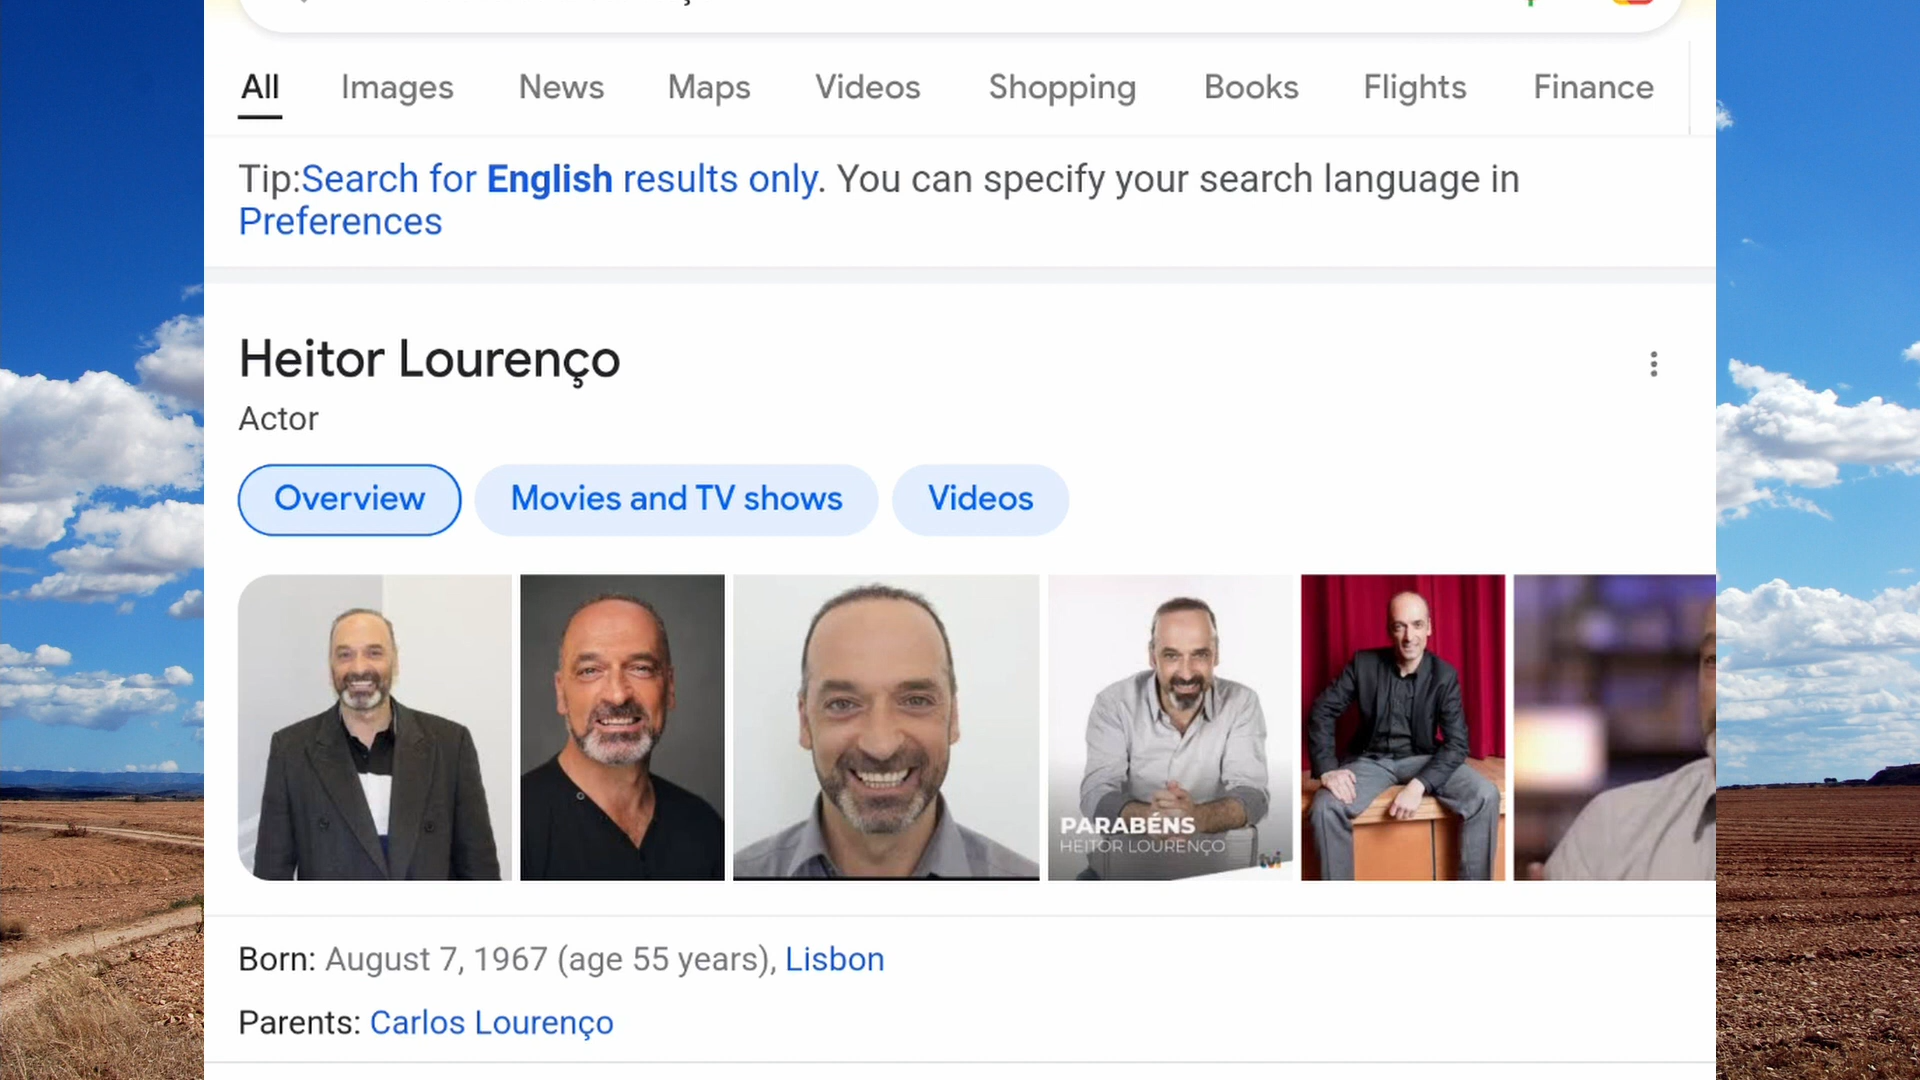 All Images News Maps Videos Shopping Books Flights Finance
Tip:Search for English results only. You can specify your search language in
Preferences
Heitor Lourenço
Actor
Overview Movies and TV shows Videos
PARABÉNS
HEITOR LOURENÇO
tvi
Born: August 7, 1967 (age 55 years), Lisbon
Parents: Carlos Lourenço